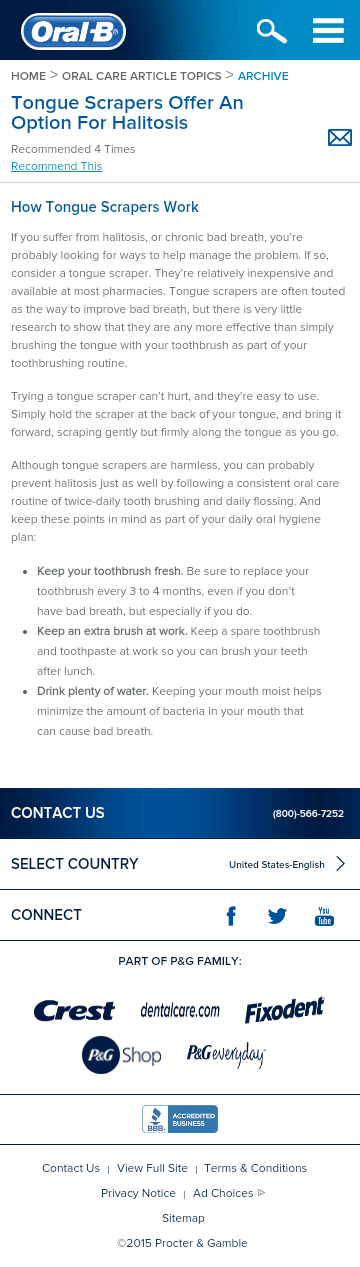 Oral-B
HOME > ORAL CARE ARTICLE TOPICS > ARCHIVE
Tongue Scrapers Offer An
Option For Halitosis
Recommended 4 Times
Recommend This
How Tongue Scrapers Work
If you suffer from halitosis, or chronic bad breath, you’re
probably looking for ways to help manage the problem. If so,
consider a tongue scraper. They’re relatively inexpensive and
available at most pharmacies. Tongue scrapers are often touted
as the way to improve bad breath, but there is very little
research to show that they are any more effective than simply
brushing the tongue with your toothbrush as part of your
toothbrushing routine.
Trying a tongue scraper can’t hurt, and they’re easy to use.
Simply hold the scraper at the back of your tongue, and bring it
forward, scraping gently but firmly along the tongue as you go.
Although tongue scrapers are harmless, you can probably
prevent halitosis just as well by following a consistent oral care
routine of twice-daily tooth brushing and daily flossing. And
keep these points in mind as part of your daily oral hygiene
plan:
• Keep your toothbrush fresh. Be sure to replace your
toothbrush every 3 to 4 months, even if you don’t
have bad breath, but especially if you do.
• Keep an extra brush at work. Keep a spare toothbrush
and toothpaste at work so you can brush your teeth
after lunch.
• Drink plenty of water. Keeping your mouth moist helps
minimize the amount of bacteria in your mouth that
can cause bad breath.
CONTACT US (800)-566-7252
SELECT COUNTRY United States-English
CONNECT You Tube
PART OF P&G FAMILY:
Crest dentalcare.com Fixodent
P&G Shop P&G everyday
BBB. ACCREDITED BUSINESS
Contact Us | View Full Site | Terms & Conditions
Privacy Notice | Ad Choices
Sitemap
©2015 Procter & Gamble